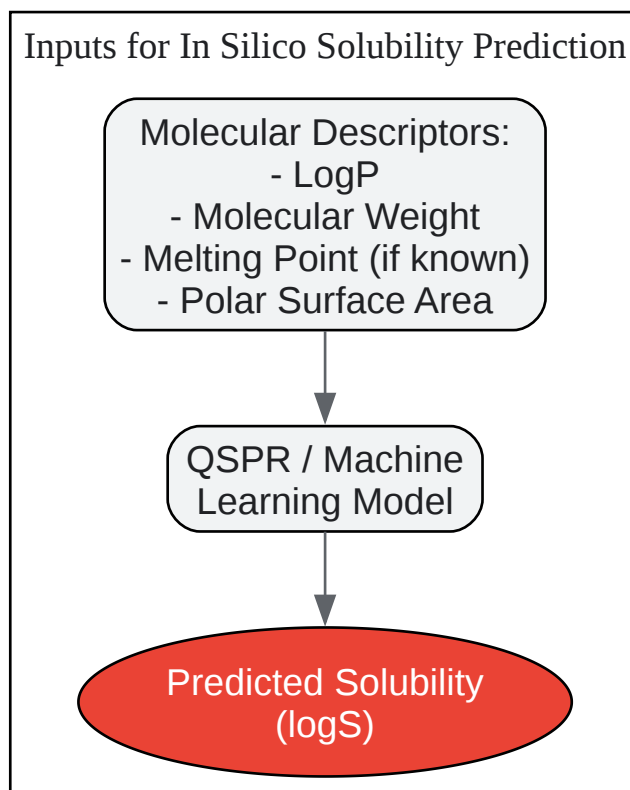 Inputs for In Silico Solubility Prediction
Molecular Descriptors:
- LogP
- Molecular Weight
- Melting Point (if known)
- Polar Surface Area
QSPR / Machine
Learning Model
Predicted Solubility
(logS)